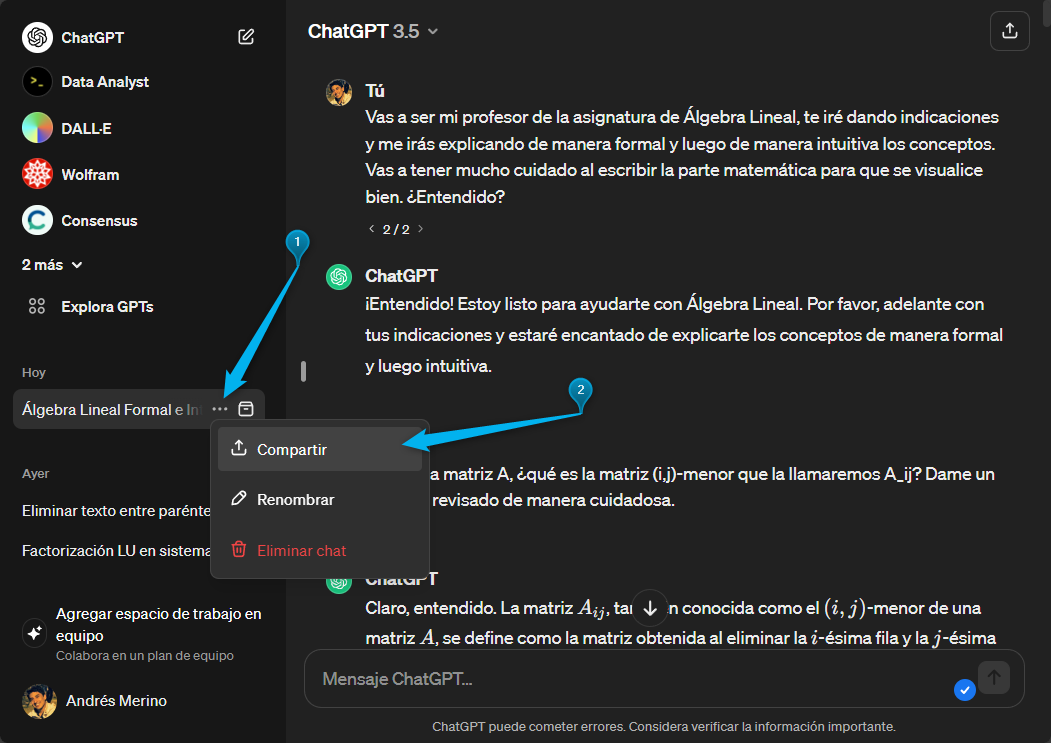 ChatGPT
Data Analyst
DALL·E
Wolfram
Consensus
2 más
Explora GPTs
Hoy
Álgebra Lineal Formal e In
Ayer
Eliminar texto entre parénte
Factorización LU en sistema
Agregar espacio de trabajo en
equipo
Colabora en un plan de equipo
Andrés Merino
1
2
Compartir
Renombrar
Eliminar chat
ChatGPT 3.5
Tú
Vas a ser mi profesor de la asignatura de Álgebra Lineal, te iré dando indicaciones
y me irás explicando de manera formal y luego de manera intuitiva los conceptos.
Vas a tener mucho cuidado al escribir la parte matemática para que se visualice
bien. ¿Entendido?
< 2 / 2 >
ChatGPT
¡Entendido! Estoy listo para ayudarte con Álgebra Lineal. Por favor, adelante con
tus indicaciones y estaré encantado de explicarte los conceptos de manera formal
y luego intuitiva.
a matriz A, ¿qué es la matriz (i,j)-menor que la llamaremos A_ij? Dame un
revisado de manera cuidadosa.
ChatGPT
Claro, entendido. La matriz A_{ij}, ta n conocida como el (i, j)-menor de una
matriz A, se define como la matriz obtenida al eliminar la i-ésima fila y la j-ésima
Mensaje ChatGPT...
ChatGPT puede cometer errores. Considera verificar la información importante.